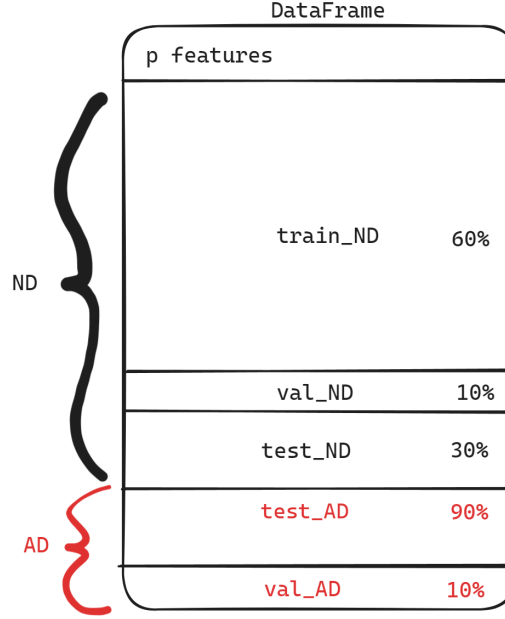 DataFrame
p features
train_ND 60%
ND
val_ND 10%
test_ND 30%
test_AD 90%
AD
val_AD 10%